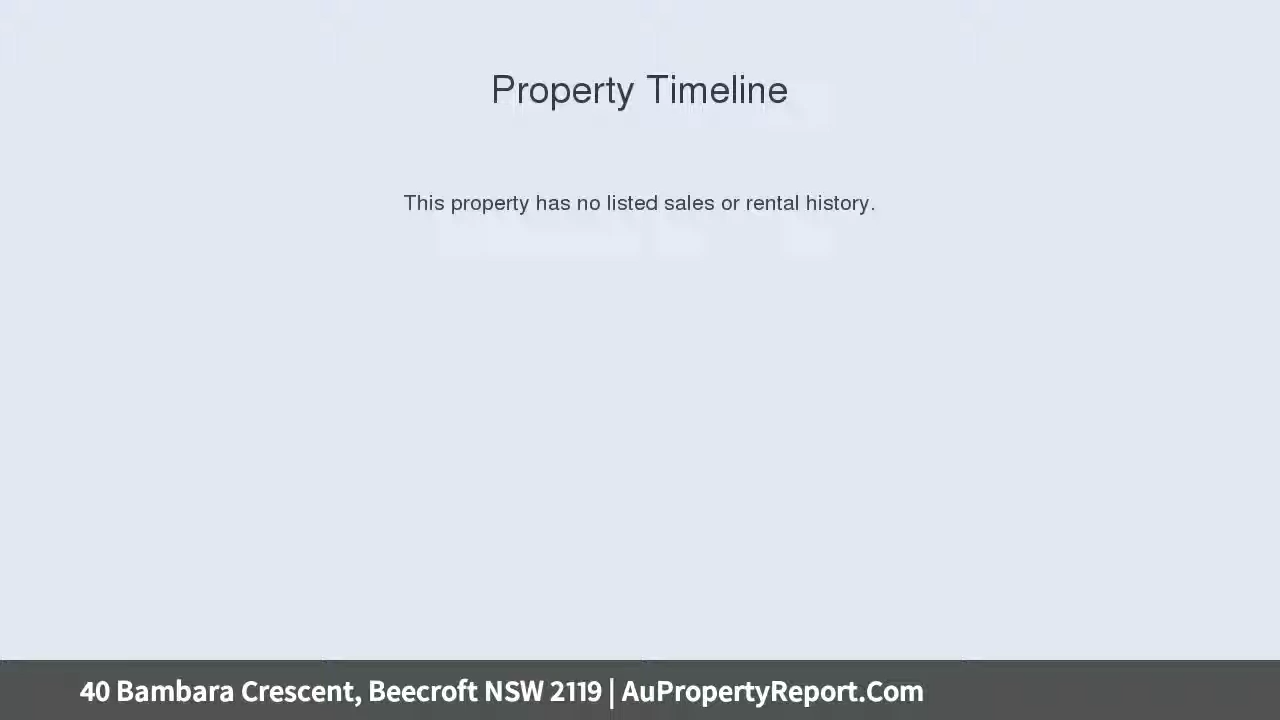 Property Timeline
This property has no listed sales or rental history.
40 Bambara Crescent, Beecroft NSW 2119 | AuPropertyReport.Com